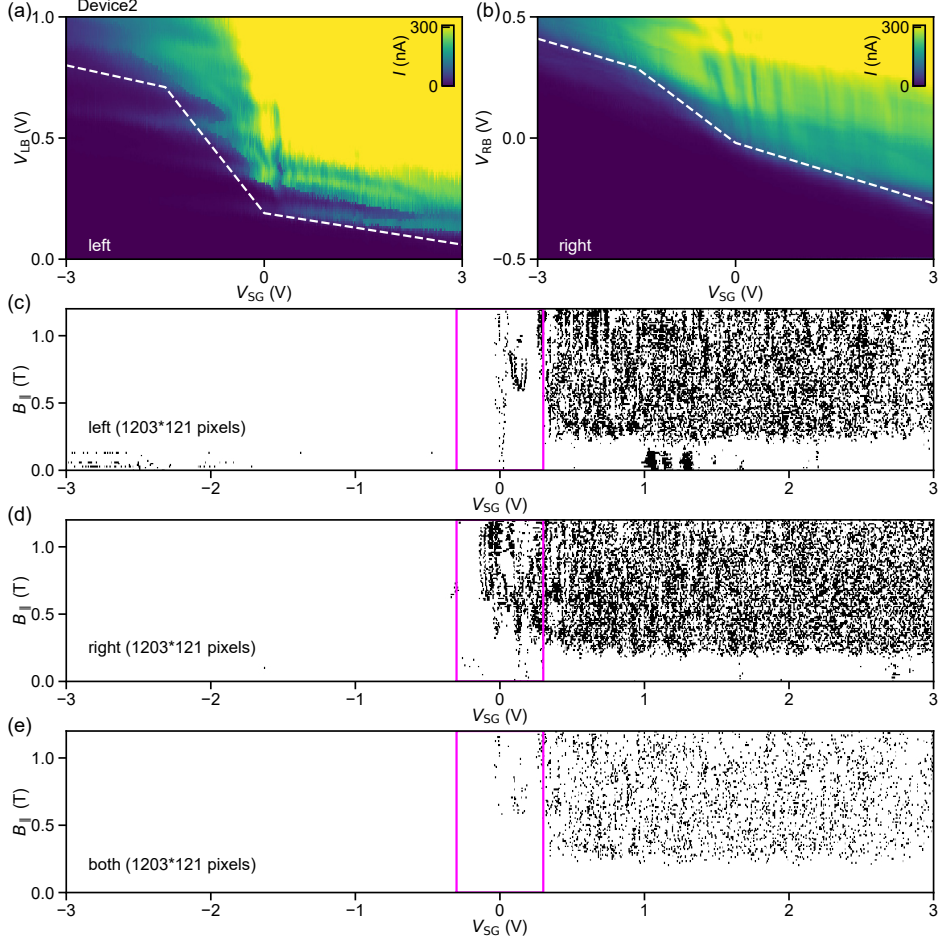 (a)
Device2
1.0
0.5
0.0
V_LB (V)
300
0
I (nA)
left
−3
0
3
V_SG (V)
(b)
0.5
0.0
−0.5
V_RB (V)
300
0
I (nA)
right
−3
0
3
V_SG (V)
(c)
1.0
0.5
0.0
B_∥ (T)
left (1203*121 pixels)
−3 −2 −1 0 1 2 3
V_SG (V)
(d)
1.0
0.5
0.0
B_∥ (T)
right (1203*121 pixels)
−3 −2 −1 0 1 2 3
V_SG (V)
(e)
1.0
0.5
0.0
B_∥ (T)
both (1203*121 pixels)
−3 −2 −1 0 1 2 3
V_SG (V)